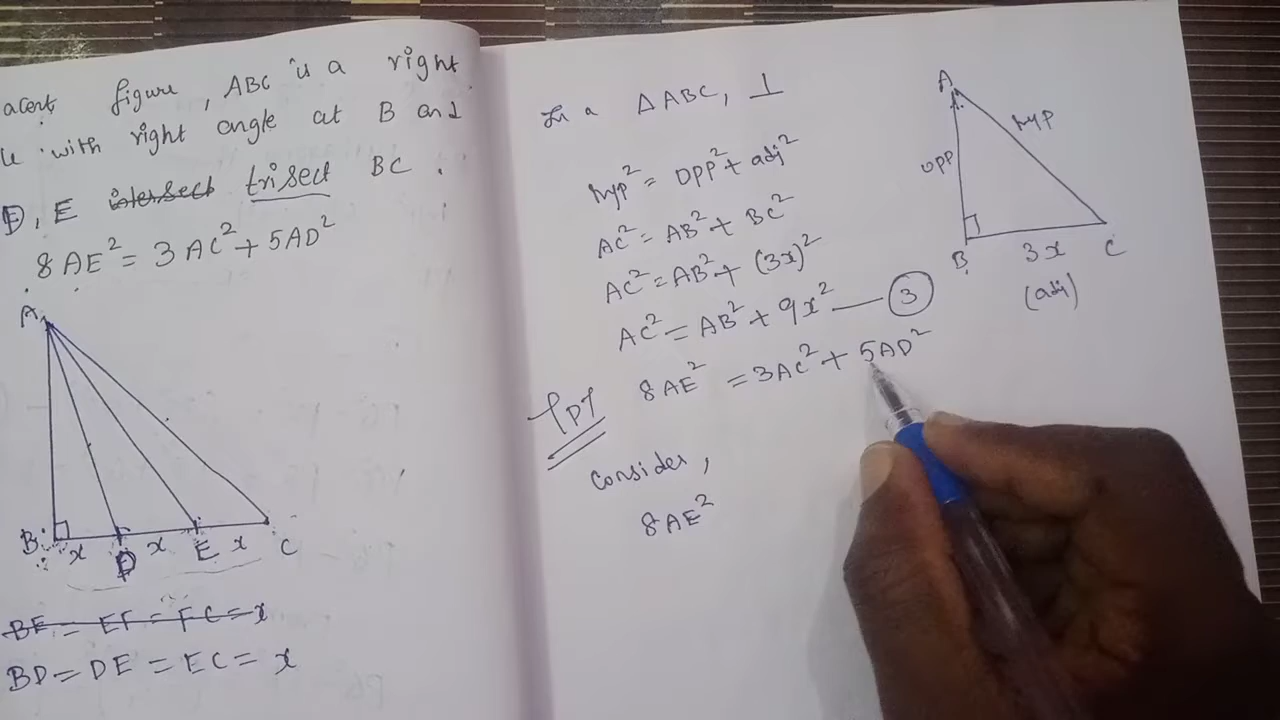 acent figure, ABC is a right
le with right angle at B and
D, E intersect trisect BC.
8AE² = 3AC² + 5AD²
A
B x D x E x C
BE = EF = FC = x
BD = DE = EC = x
In a ΔABC, ⊥
hyp² = opp² + adj²
AC² = AB² + BC²
AC² = AB² + (3x)²
AC² = AB² + 9x² — 3
TPT 8AE² = 3AC² + 5AD²
Consider,
8AE²
A
opp hyp
B 3x C
(adj)